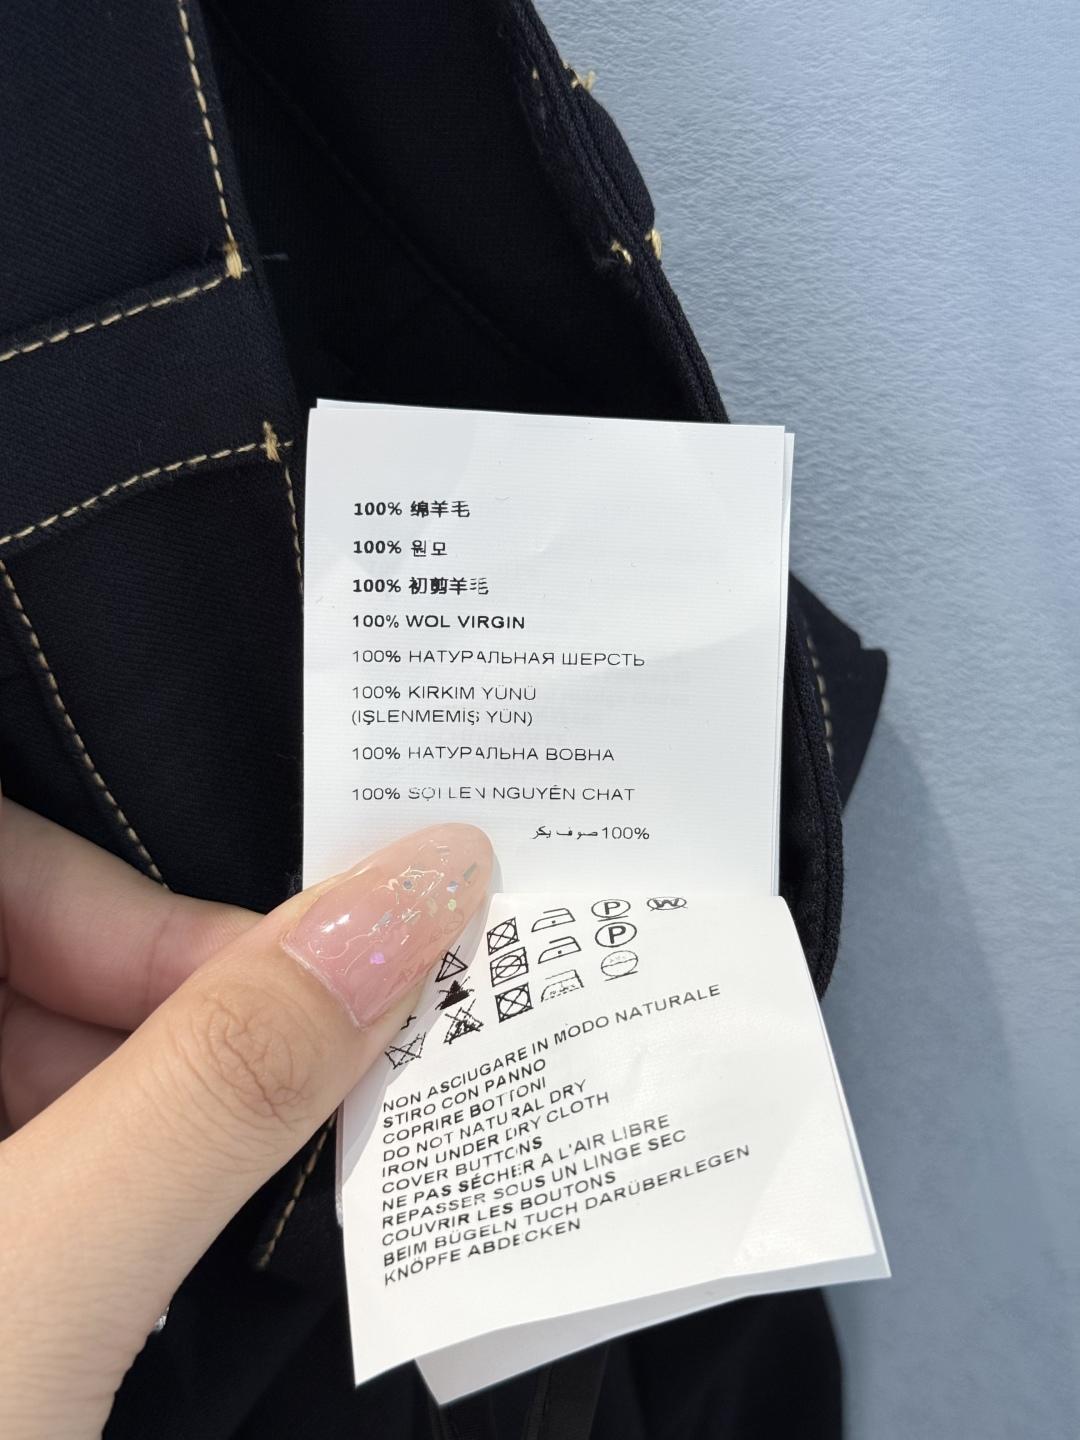 100% 绵羊毛
100% 원모
100% 初剪羊毛
100% WOL VIRGIN
100% НАТУРАЛЬНАЯ ШЕРСТЬ
100% KIRKIM YÜNÜ
(IŞLENMEMİŞ YÜN)
100% НАТУРАЛЬНА ВОВНА
100% SỢI LEN NGUYÊN CHAT
100% صوف بكر
P
W
P
NON ASCIUGARE IN MODO NATURALE
STIRO CON PANNO
COPRIRE BOTTONI
DO NOT NATURAL DRY
IRON UNDER DRY CLOTH
COVER BUTTONS
NE PAS SÉCHER A L'AIR LIBRE
REPASSER SOUS UN LINGE SEC
COUVRIR LES BOUTONS
BEIM BÜGELN TUCH DARÜBERLEGEN
KNÖPFE ABDECKEN